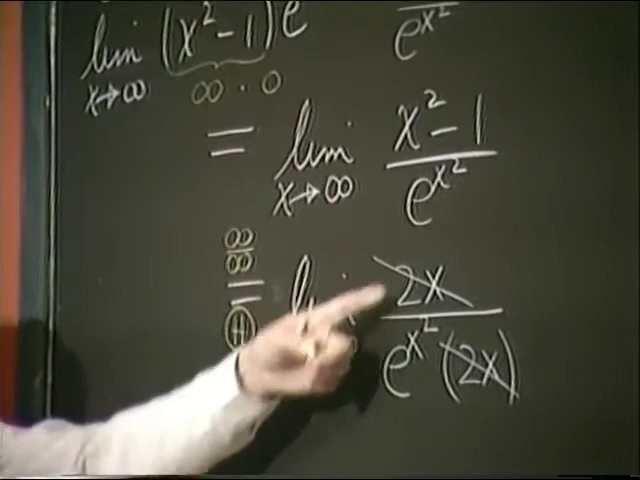 lim (x² - 1) e
x→∞ ∞ · 0
e^{x²}
= lim x² - 1
x→∞ e^{x²}
∞/∞
= 2x
Ⓗ e^{x²} (2x)